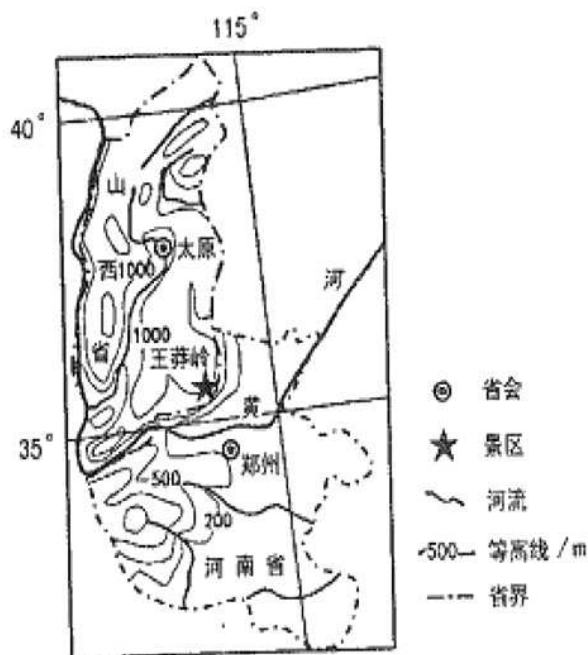 115°
40°
山
太原
西1000
河
1000
省
王莽岭
黄
35°
郑州
500
200
河南省
省会
景区
河流
500 等高线/m
省界